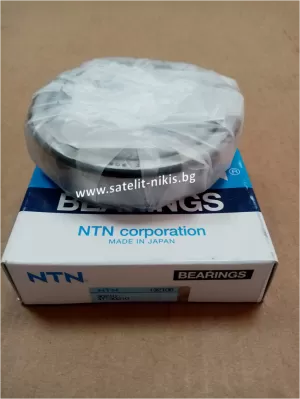 www.satelit-nikis.bg
BEARINGS
®
NTN corporation
MADE IN JAPAN
NTN®
BEARINGS